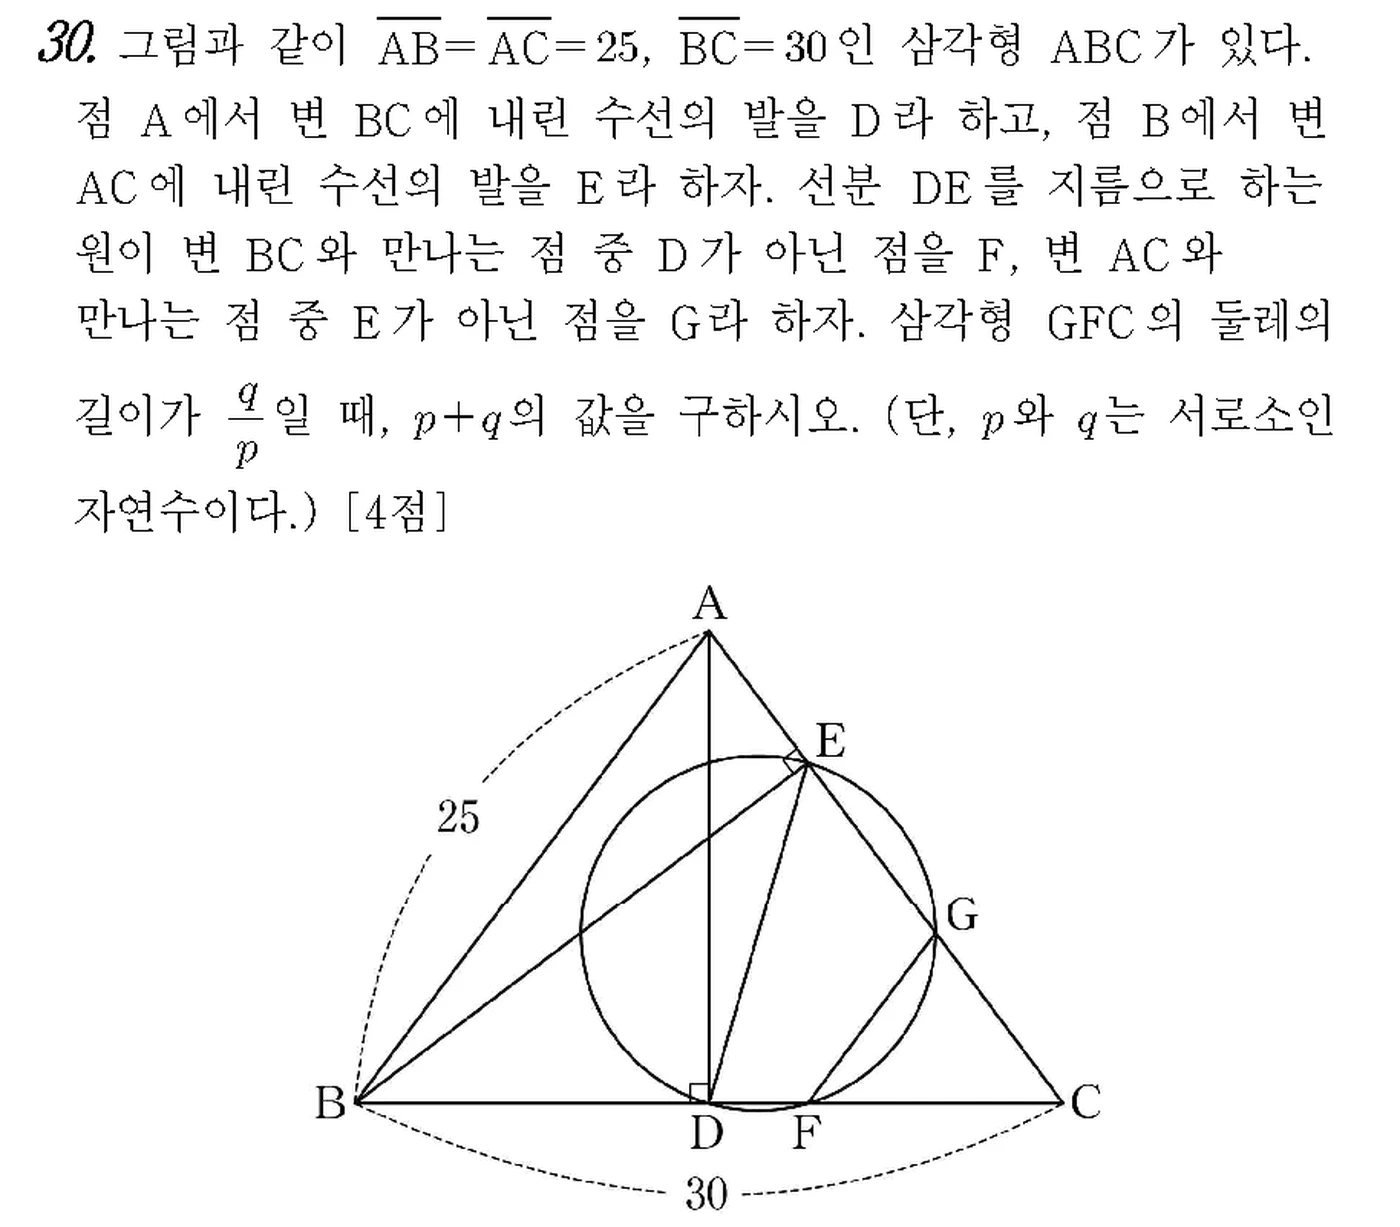 30. 그림과 같이 AB=AC=25, BC=30인 삼각형 ABC가 있다.
점 A에서 변 BC에 내린 수선의 발을 D라 하고, 점 B에서 변
AC에 내린 수선의 발을 E라 하자. 선분 DE를 지름으로 하는
원이 변 BC와 만나는 점 중 D가 아닌 점을 F, 변 AC와
만나는 점 중 E가 아닌 점을 G라 하자. 삼각형 GFC의 둘레의
길이가 q/p일 때, p+q의 값을 구하시오. (단, p와 q는 서로소인
자연수이다.) [4점]
A
E
25
G
B
D
F
C
30